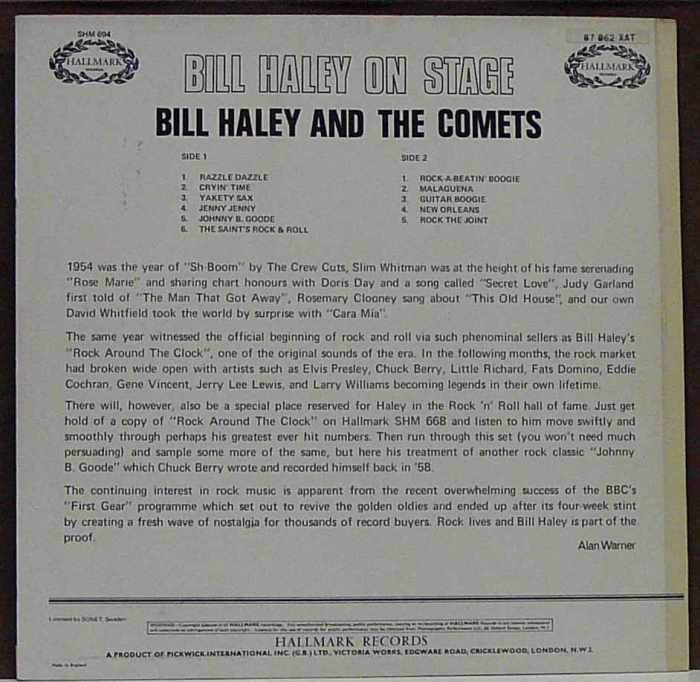 SHM 694
HALLMARK
87 062 XAT
HALLMARK
BILL HALEY ON STAGE
BILL HALEY AND THE COMETS
SIDE 1
1. RAZZLE DAZZLE
2. CRYIN' TIME
3. YAKETY SAX
4. JENNY JENNY
5. JOHNNY B. GOODE
6. THE SAINT'S ROCK & ROLL
SIDE 2
1. ROCK-A-BEATIN' BOOGIE
2. MALAGUENA
3. GUITAR BOOGIE
4. NEW ORLEANS
5. ROCK THE JOINT
1954 was the year of "Sh-Boom" by The Crew Cuts, Slim Whitman was at the height of his fame serenading
"Rose Marie" and sharing chart honours with Doris Day and a song called "Secret Love", Judy Garland
first told of "The Man That Got Away", Rosemary Clooney sang about "This Old House", and our own
David Whitfield took the world by surprise with "Cara Mia".
The same year witnessed the official beginning of rock and roll via such phenominal sellers as Bill Haley's
"Rock Around The Clock", one of the original sounds of the era. In the following months, the rock market
had broken wide open with artists such as Elvis Presley, Chuck Berry, Little Richard, Fats Domino, Eddie
Cochran, Gene Vincent, Jerry Lee Lewis, and Larry Williams becoming legends in their own lifetime.
There will, however, also be a special place reserved for Haley in the Rock 'n' Roll hall of fame. Just get
hold of a copy of "Rock Around The Clock" on Hallmark SHM 668 and listen to him move swiftly and
smoothly through perhaps his greatest ever hit numbers. Then run through this set (you won't need much
persuading) and sample some more of the same, but here his treatment of another rock classic "Johnny
B. Goode" which Chuck Berry wrote and recorded himself back in '58.
The continuing interest in rock music is apparent from the recent overwhelming success of the BBC's
"First Gear" programme which set out to revive the golden oldies and ended up after its four-week stint
by creating a fresh wave of nostalgia for thousands of record buyers. Rock lives and Bill Haley is part of the
proof.
Alan Warner
Licensed by SONET, Sweden
HALLMARK RECORDS
A PRODUCT OF PICKWICK INTERNATIONAL INC. (G.B.) LTD., VICTORIA WORKS, EDGWARE ROAD, CRICKLEWOOD, LONDON, N.W.2.
Made in England